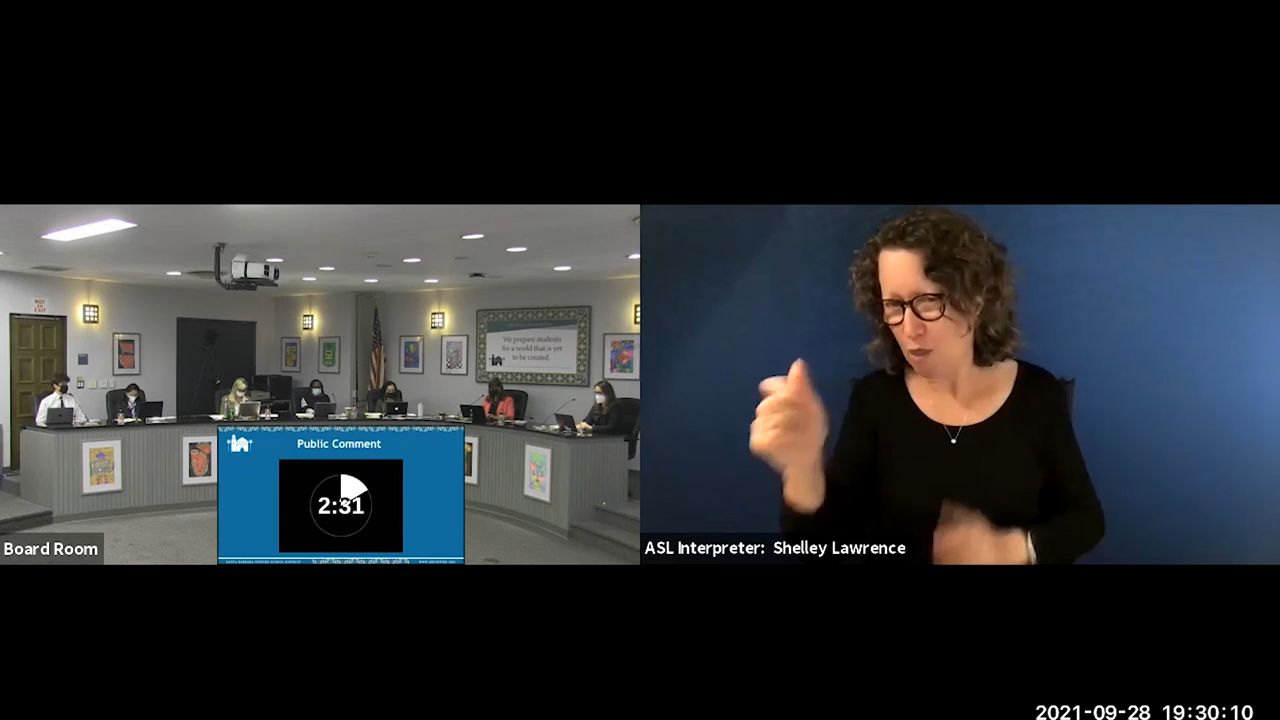 NOT
AN
EXIT
We prepare students
for a world that is yet
to be created.
Public Comment
2:31
Board Room
ASL Interpreter: Shelley Lawrence
2021-09-28 19:30:10